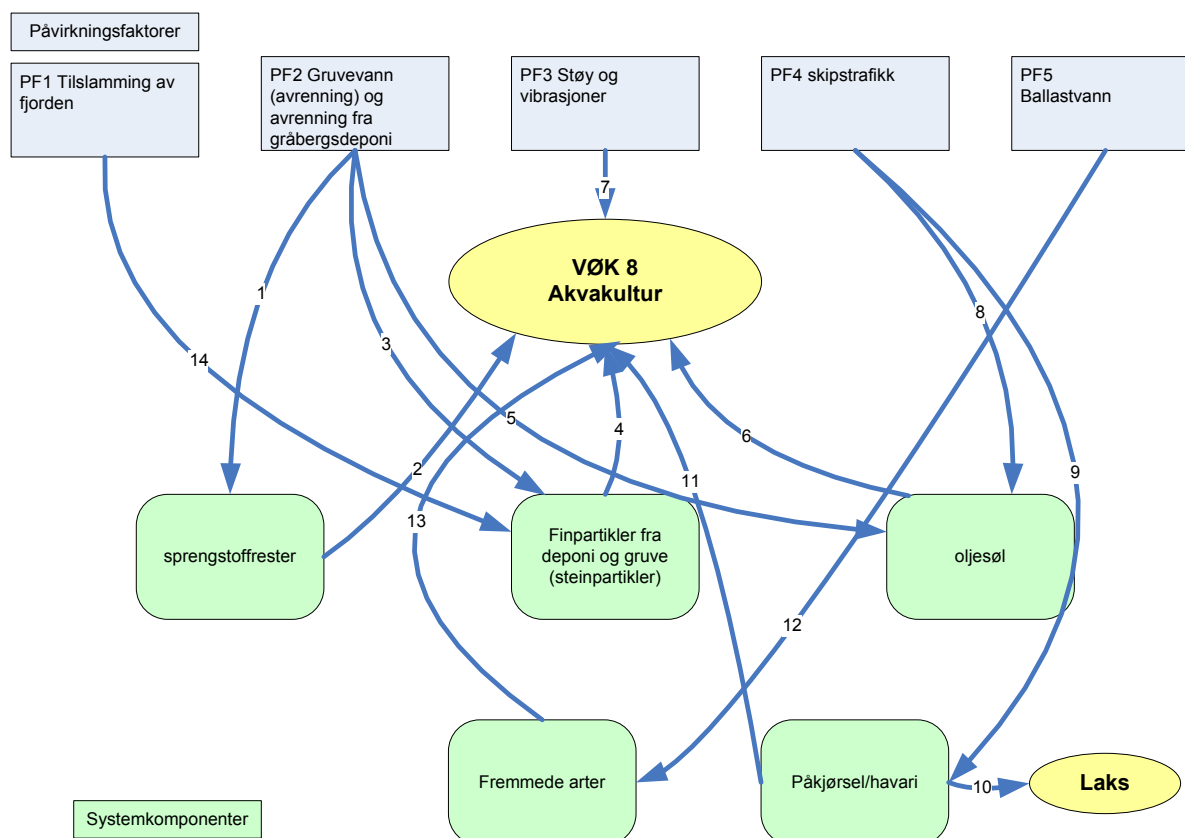 Påvirkningsfaktorer
PF1 Tilslamming av
fjorden
PF2 Gruvevann
(avrenning) og
avrenning fra
gråbergsdeponi
PF3 Støy og
vibrasjoner
PF4 skipstrafikk
PF5
Ballastvann
7
VØK 8
Akvakultur
1
3
14
8
5
4
6
2
11
9
13
sprengstoffrester
Finpartikler fra
deponi og gruve
(steinpartikler)
oljesøl
12
Fremmede arter
Påkjørsel/havari
10
Laks
Systemkomponenter